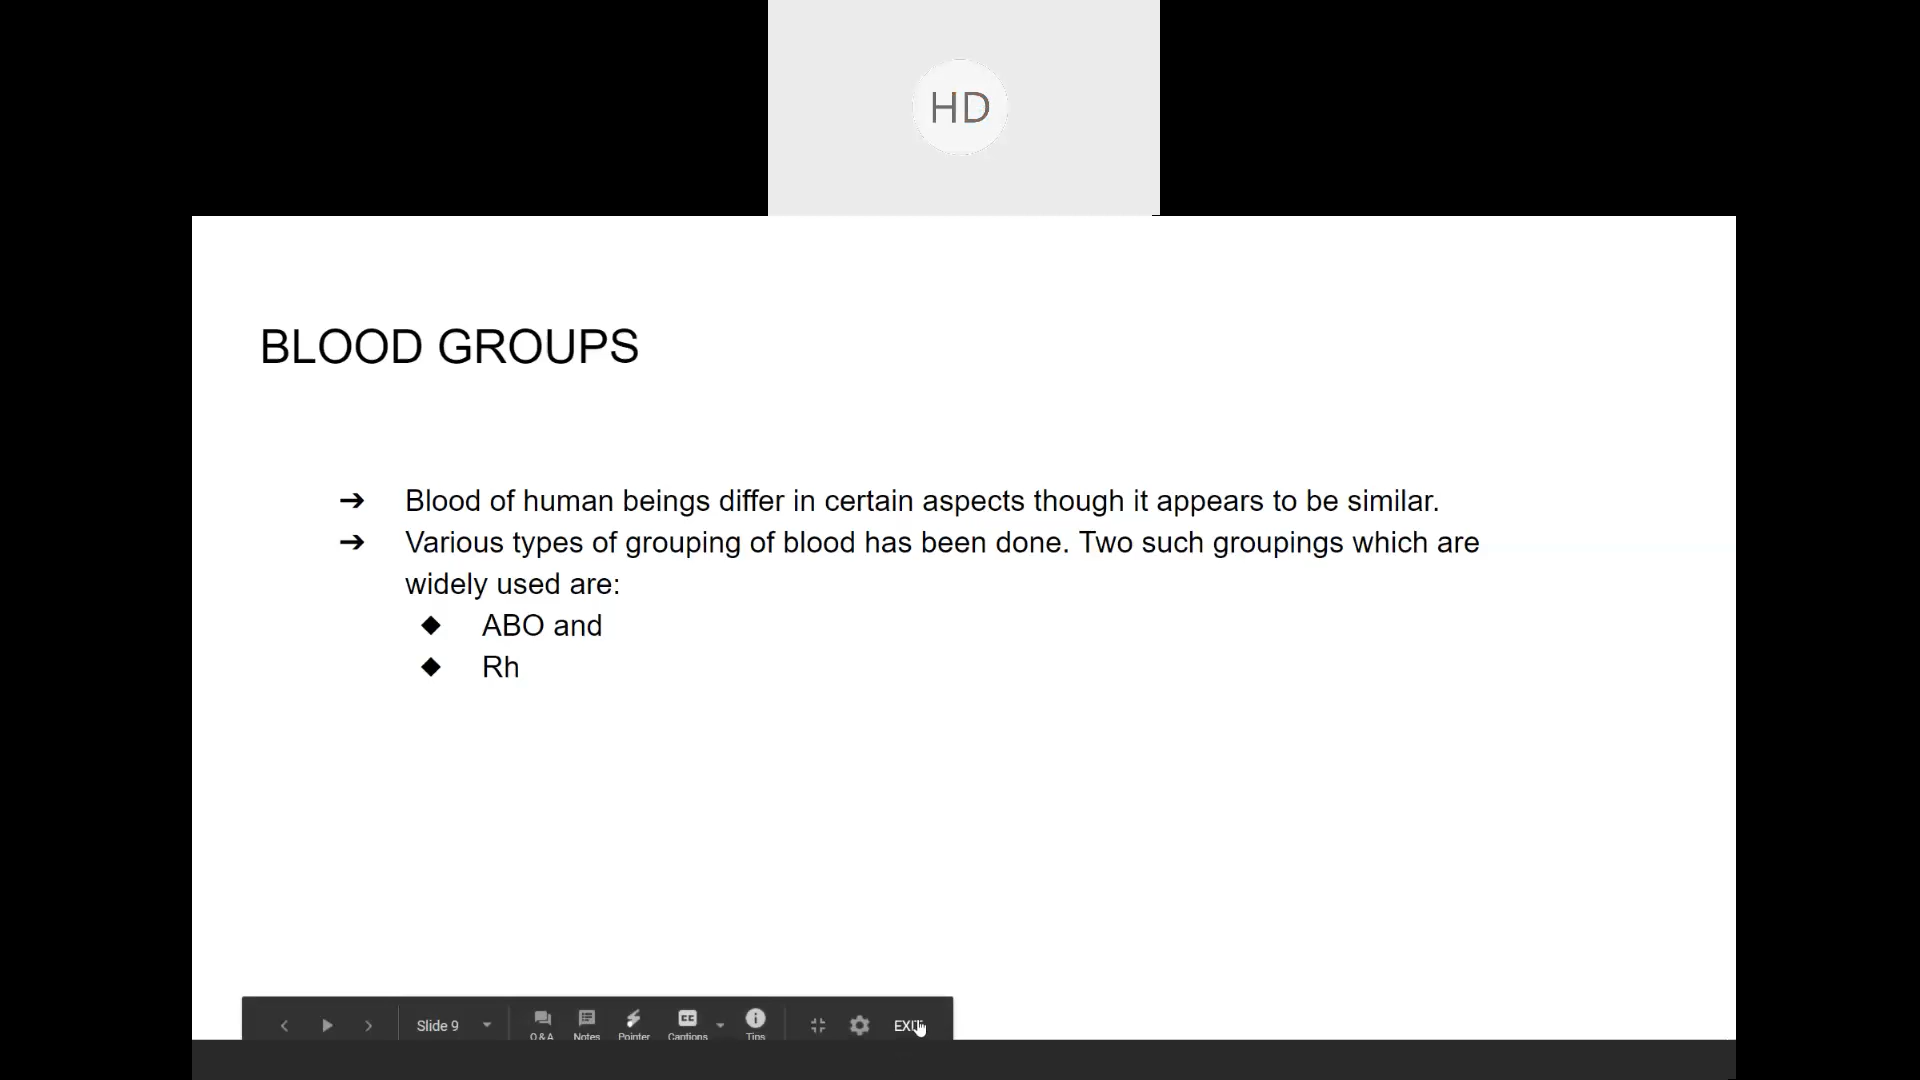 HD
BLOOD GROUPS
➔ Blood of human beings differ in certain aspects though it appears to be similar.
➔ Various types of grouping of blood has been done. Two such groupings which are
widely used are:
◆ ABO and
◆ Rh
Slide 9 Q & A Notes Pointer Captions Tips EXIT